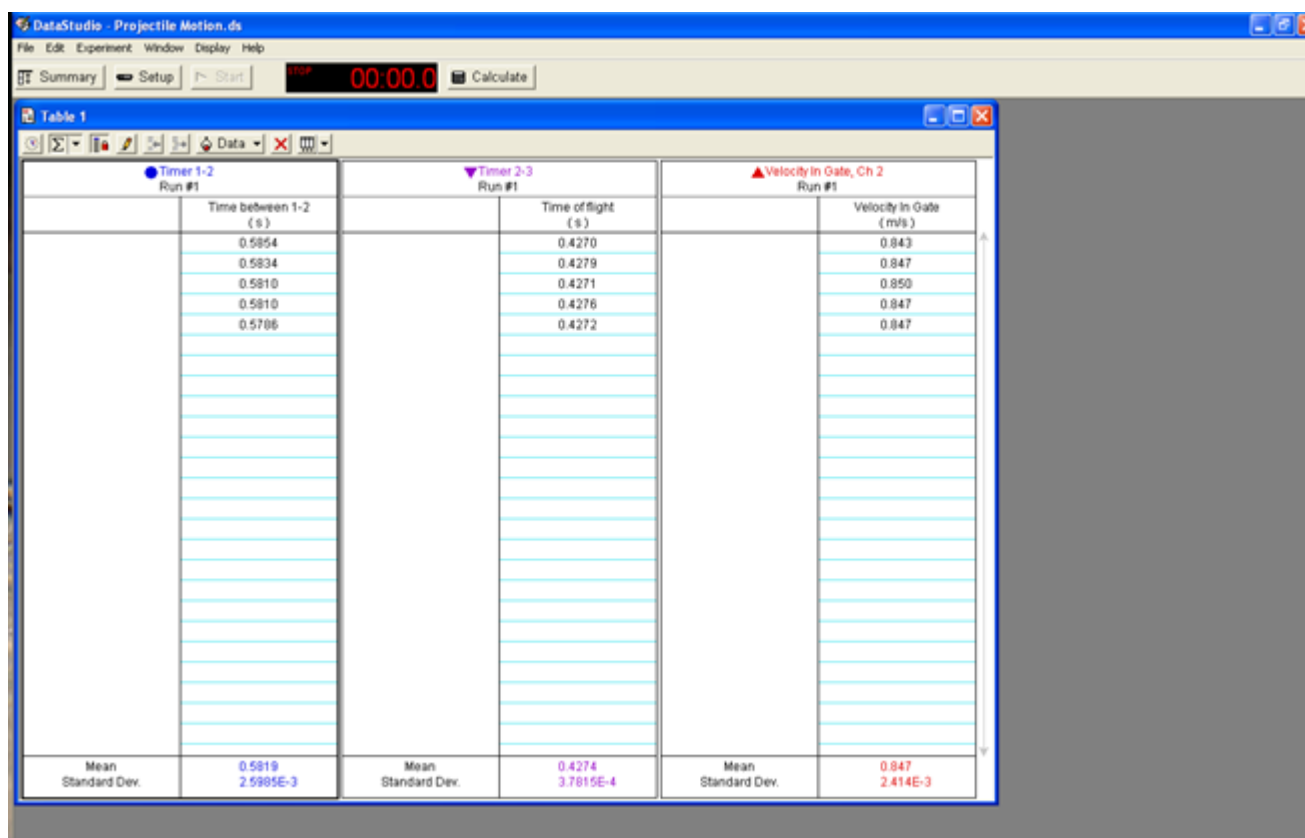 DataStudio - Projectile Motion.ds
File Edit Experiment Window Display Help
Summary Setup Start STOP 00:00.0 Calculate
Table 1
Data
Timer 1-2 Timer 2-3 Velocity In Gate, Ch 2
Run #1 Run #1 Run #1
Time between 1-2 Time of flight Velocity In Gate
(s) (s) (m/s)
0.5854 0.4270 0.843
0.5834 0.4279 0.847
0.5810 0.4271 0.850
0.5810 0.4276 0.847
0.5786 0.4272 0.847
Mean 0.5819 Mean 0.4274 Mean 0.847
Standard Dev. 2.5985E-3 Standard Dev. 3.7815E-4 Standard Dev. 2.414E-3